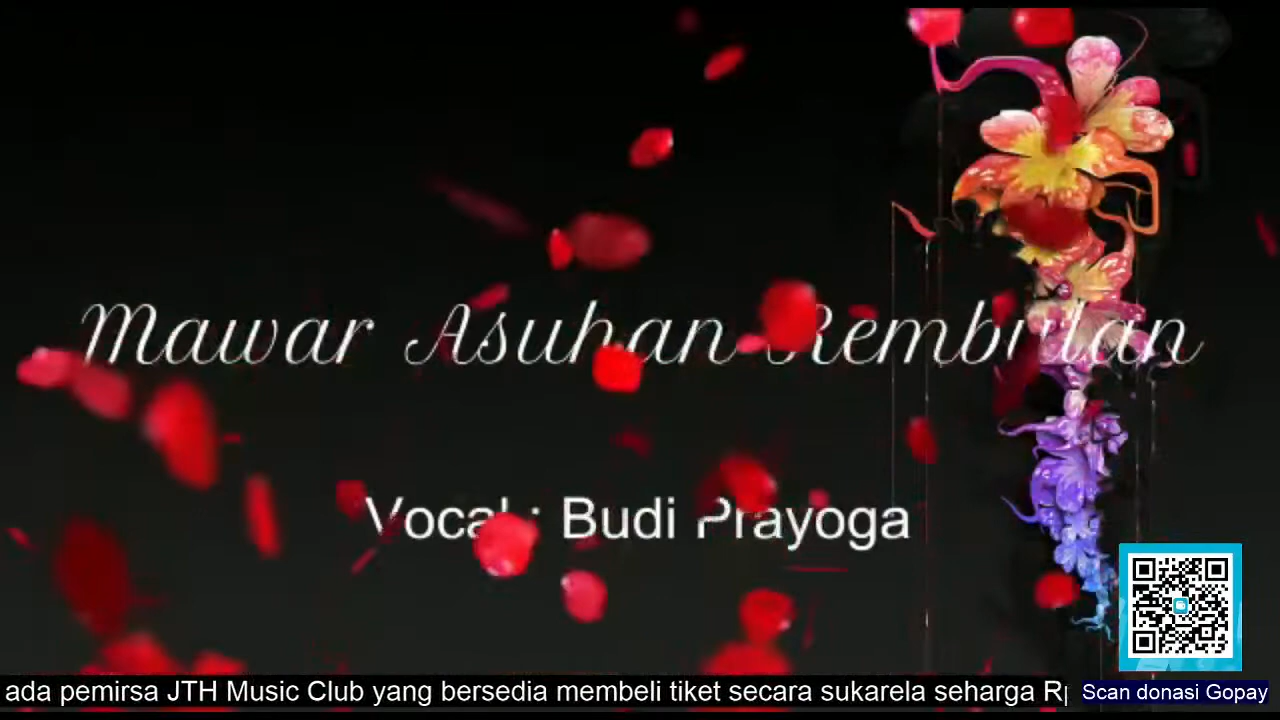 Mawar Asuhan Rembulan
Vocal : Budi Prayoga
ada pemirsa JTH Music Club yang bersedia membeli tiket secara sukarela seharga Rp
Scan donasi Gopay